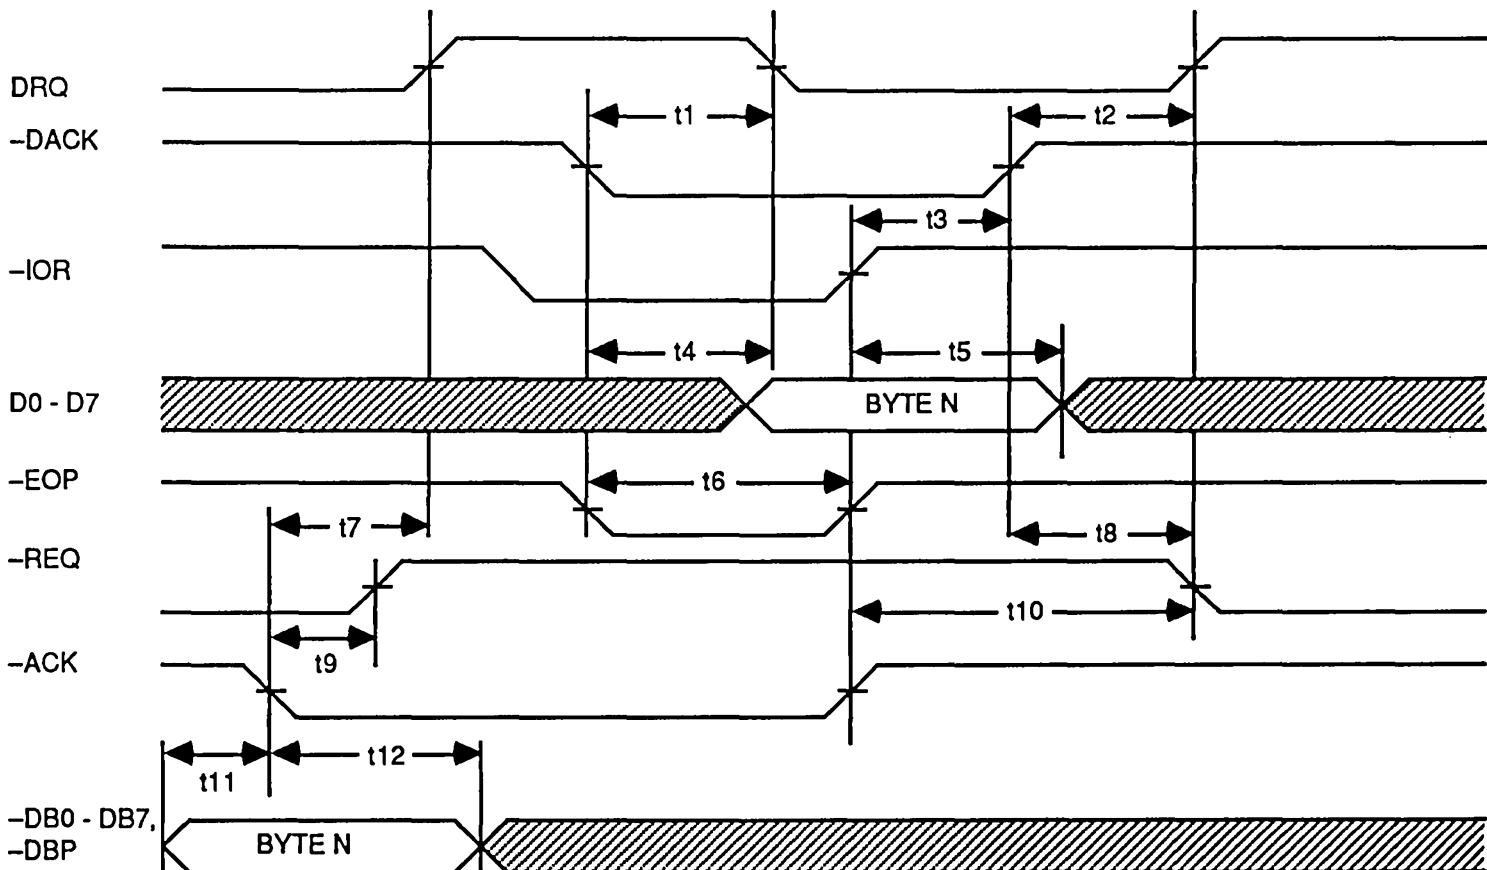 DRQ
t1
t2
–DACK
t3
–IOR
t4
t5
D0 - D7
BYTE N
–EOP
t6
t7
t8
–REQ
t10
t9
–ACK
t11
t12
–DB0 - DB7,
–DBP
BYTE N